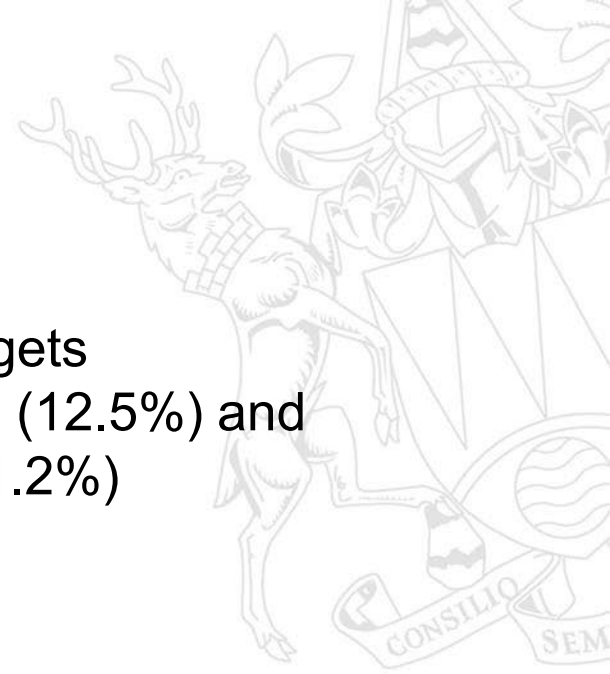 gets
(12.5%) and
.2%)
CONSILIO
SEM